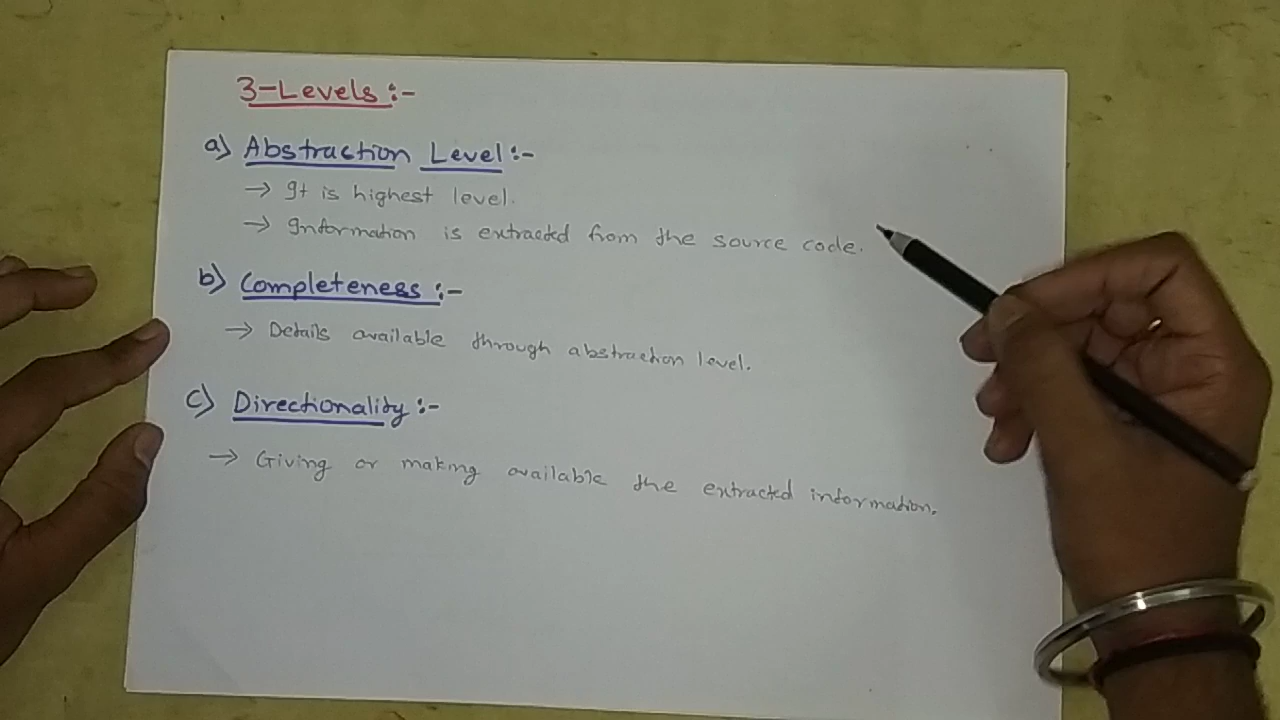 3-Levels :-
a) Abstraction Level :-
→ It is highest level.
→ Information is extracted from the source code.
b) Completeness :-
→ Details available through abstraction level.
c) Directionality :-
→ Giving or making available the extracted information.